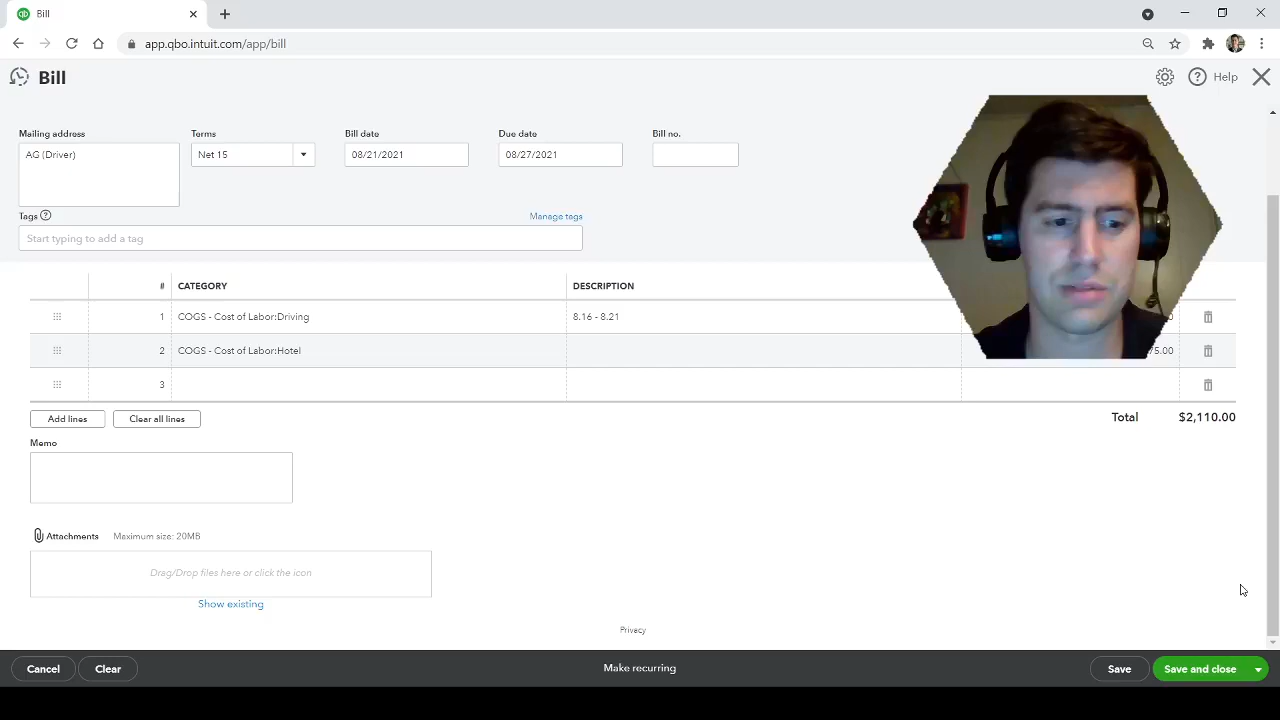 Bill
app.qbo.intuit.com/app/bill
Bill
Help
Mailing address
Terms
Bill date
Due date
Bill no.
AG (Driver)
Net 15
08/21/2021
08/27/2021
Tags
Manage tags
Start typing to add a tag
# CATEGORY DESCRIPTION
1 COGS - Cost of Labor:Driving 8.16 - 8.21
2 COGS - Cost of Labor:Hotel 75.00
3
Add lines
Clear all lines
Total $2,110.00
Memo
Attachments Maximum size: 20MB
Drag/Drop files here or click the icon
Show existing
Privacy
Cancel
Clear
Make recurring
Save
Save and close